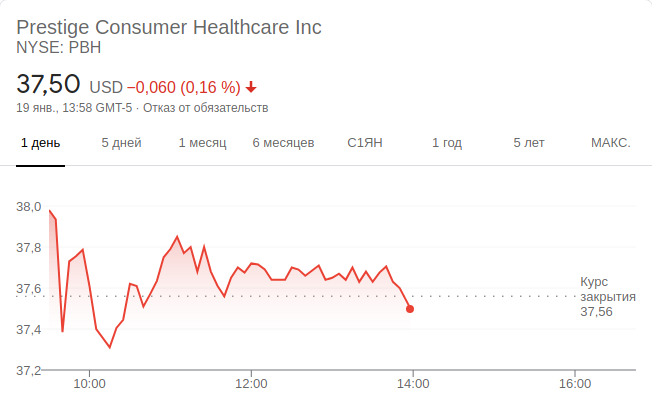 Prestige Consumer Healthcare Inc
NYSE: PBH
37,50 USD −0,060 (0,16 %) ↓
19 янв., 13:58 GMT-5 · Отказ от обязательств
1 день 5 дней 1 месяц 6 месяцев С1ЯН 1 год 5 лет МАКС.
38,0
37,8
37,6
37,4
37,2
Курс
закрытия
37,56
10:00 12:00 14:00 16:00